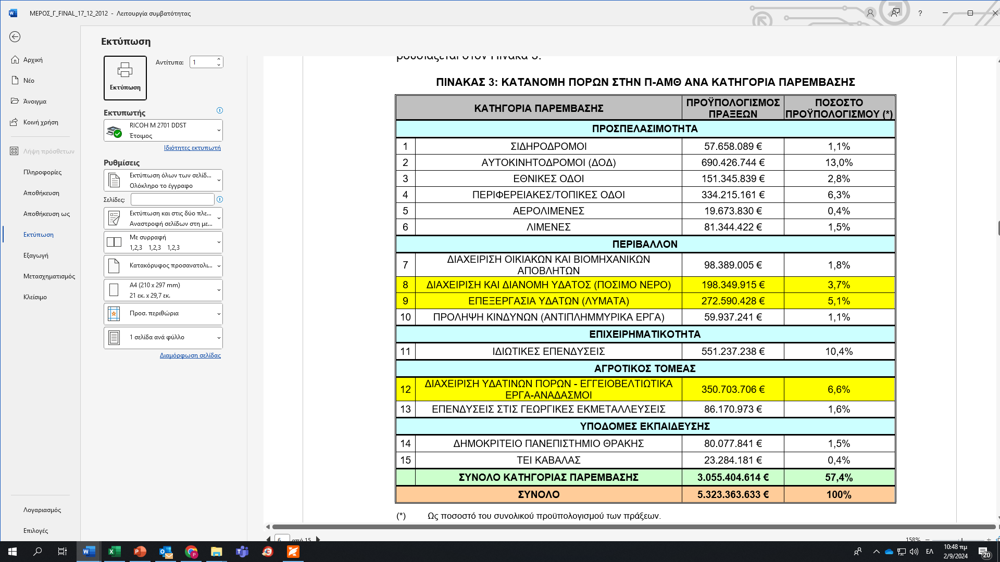 ΜΕΡΟΣ_Γ_FINAL_17_12_2012 - Λειτουργία συμβατότητας
?
Εκτύπωση
Αρχική
Νέο
Άνοιγμα
Κοινή χρήση
Λήψη πρόσθετων
Πληροφορίες
Αποθήκευση
Αποθήκευση ως
Εκτύπωση
Εξαγωγή
Μετασχηματισμός
Κλείσιμο
Λογαριασμός
Επιλογές
Εκτύπωση
Αντίτυπα: 1
Εκτυπωτής
RICOH M 2701 DDST
Έτοιμος
Ιδιότητες εκτυπωτή
Ρυθμίσεις
Εκτύπωση όλων των σελίδ...
Ολόκληρο το έγγραφο
Σελίδες:
Εκτύπωση και στις δύο πλε...
Αναστροφή σελίδων στη με...
Με συρραφή
1,2,3 1,2,3 1,2,3
Κατακόρυφος προσανατολι...
A4 (210 x 297 mm)
21 εκ. x 29,7 εκ.
Προσ. περιθώρια
1 σελίδα ανά φύλλο
Διαμόρφωση σελίδας
ρουσιάζεται στον Πίνακα 3.
ΠΙΝΑΚΑΣ 3: ΚΑΤΑΝΟΜΗ ΠΟΡΩΝ ΣΤΗΝ Π-ΑΜΘ ΑΝΑ ΚΑΤΗΓΟΡΙΑ ΠΑΡΕΜΒΑΣΗΣ
ΚΑΤΗΓΟΡΙΑ ΠΑΡΕΜΒΑΣΗΣ
ΠΡΟΫΠΟΛΟΓΙΣΜΟΣ
ΠΡΑΞΕΩΝ
ΠΟΣΟΣΤΟ
ΠΡΟΫΠΟΛΟΓΙΣΜΟΥ (*)
ΠΡΟΣΠΕΛΑΣΙΜΟΤΗΤΑ
1 ΣΙΔΗΡΟΔΡΟΜΟΙ 57.658.089 € 1,1%
2 ΑΥΤΟΚΙΝΗΤΟΔΡΟΜΟΙ (ΔΟΔ) 690.426.744 € 13,0%
3 ΕΘΝΙΚΕΣ ΟΔΟΙ 151.345.839 € 2,8%
4 ΠΕΡΙΦΕΡΕΙΑΚΕΣ/ΤΟΠΙΚΕΣ ΟΔΟΙ 334.215.161 € 6,3%
5 ΑΕΡΟΛΙΜΕΝΕΣ 19.673.830 € 0,4%
6 ΛΙΜΕΝΕΣ 81.344.422 € 1,5%
ΠΕΡΙΒΑΛΛΟΝ
7 ΔΙΑΧΕΙΡΙΣΗ ΟΙΚΙΑΚΩΝ ΚΑΙ ΒΙΟΜΗΧΑΝΙΚΩΝ
ΑΠΟΒΛΗΤΩΝ 98.389.005 € 1,8%
8 ΔΙΑΧΕΙΡΙΣΗ ΚΑΙ ΔΙΑΝΟΜΗ ΥΔΑΤΟΣ (ΠΟΣΙΜΟ ΝΕΡΟ) 198.349.915 € 3,7%
9 ΕΠΕΞΕΡΓΑΣΙΑ ΥΔΑΤΩΝ (ΛΥΜΑΤΑ) 272.590.428 € 5,1%
10 ΠΡΟΛΗΨΗ ΚΙΝΔΥΝΩΝ (ΑΝΤΙΠΛΗΜΜΥΡΙΚΑ ΕΡΓΑ) 59.937.241 € 1,1%
ΕΠΙΧΕΙΡΗΜΑΤΙΚΟΤΗΤΑ
11 ΙΔΙΩΤΙΚΕΣ ΕΠΕΝΔΥΣΕΙΣ 551.237.238 € 10,4%
ΑΓΡΟΤΙΚΟΣ ΤΟΜΕΑΣ
12 ΔΙΑΧΕΙΡΙΣΗ ΥΔΑΤΙΝΩΝ ΠΟΡΩΝ - ΕΓΓΕΙΟΒΕΛΤΙΩΤΙΚΑ
ΕΡΓΑ-ΑΝΑΔΑΣΜΟΙ 350.703.706 € 6,6%
13 ΕΠΕΝΔΥΣΕΙΣ ΣΤΙΣ ΓΕΩΡΓΙΚΕΣ ΕΚΜΕΤΑΛΛΕΥΣΕΙΣ 86.170.973 € 1,6%
ΥΠΟΔΟΜΕΣ ΕΚΠΑΙΔΕΥΣΗΣ
14 ΔΗΜΟΚΡΙΤΕΙΟ ΠΑΝΕΠΙΣΤΗΜΙΟ ΘΡΑΚΗΣ 80.077.841 € 1,5%
15 ΤΕΙ ΚΑΒΑΛΑΣ 23.284.181 € 0,4%
ΣΥΝΟΛΟ ΚΑΤΗΓΟΡΙΑΣ ΠΑΡΕΜΒΑΣΗΣ 3.055.404.614 € 57,4%
ΣΥΝΟΛΟ 5.323.363.633 € 100%
(*) Ως ποσοστό του συνολικού προϋπολογισμού των πράξεων.
6 από 15
158%
ΕΛ
10:48 πμ
2/9/2024
20